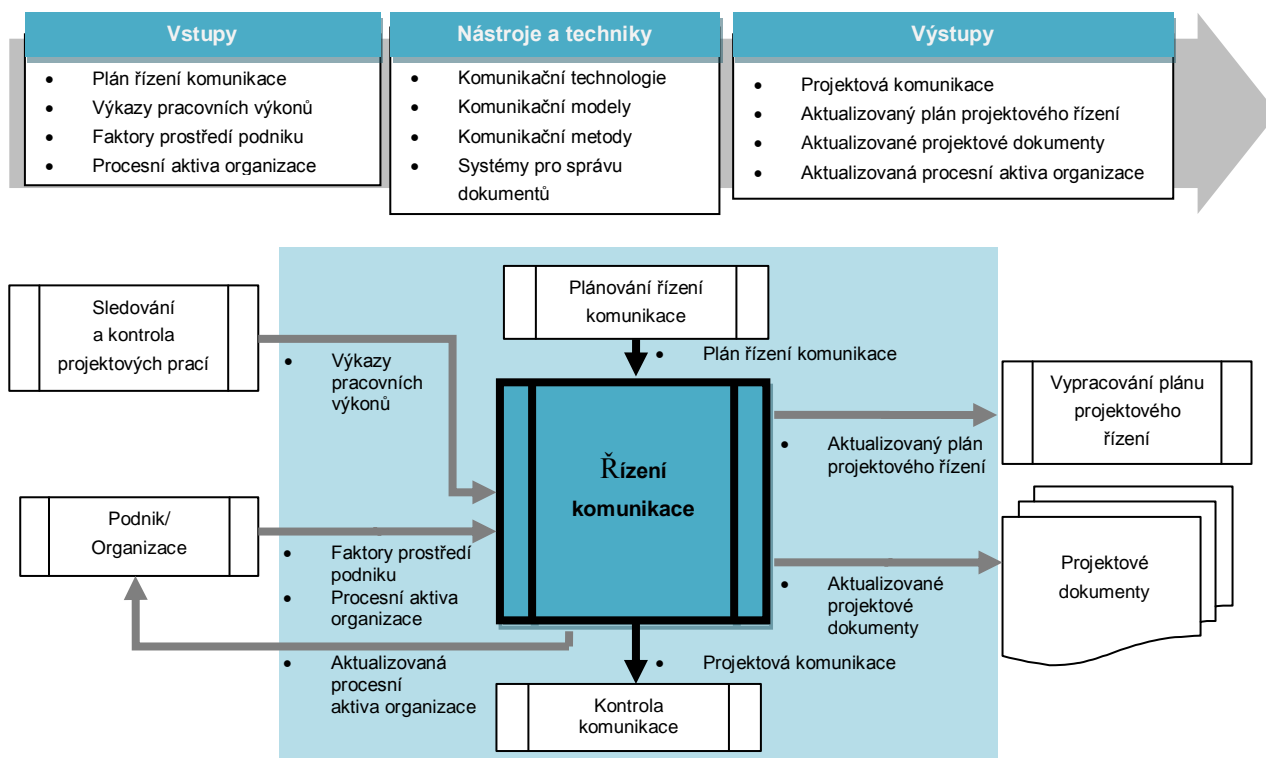 Vstupy
• Plán řízení komunikace
• Výkazy pracovních výkonů
• Faktory prostředí podniku
• Procesní aktiva organizace
Nástroje a techniky
• Komunikační technologie
• Komunikační modely
• Komunikační metody
• Systémy pro správu
dokumentů
Výstupy
• Projektová komunikace
• Aktualizovaný plán projektového řízení
• Aktualizované projektové dokumenty
• Aktualizovaná procesní aktiva organizace
Sledování
a kontrola
projektových prací
• Výkazy
pracovních
výkonů
Plánování řízení
komunikace
• Plán řízení komunikace
Řízení
komunikace
• Aktualizovaný plán
projektového řízení
Vypracování plánu
projektového
řízení
Podnik/
Organizace
• Faktory prostředí
podniku
• Procesní aktiva
organizace
• Aktualizovaná
procesní
aktiva organizace
• Aktualizované
projektové
dokumenty
Projektové
dokumenty
• Projektová komunikace
Kontrola
komunikace